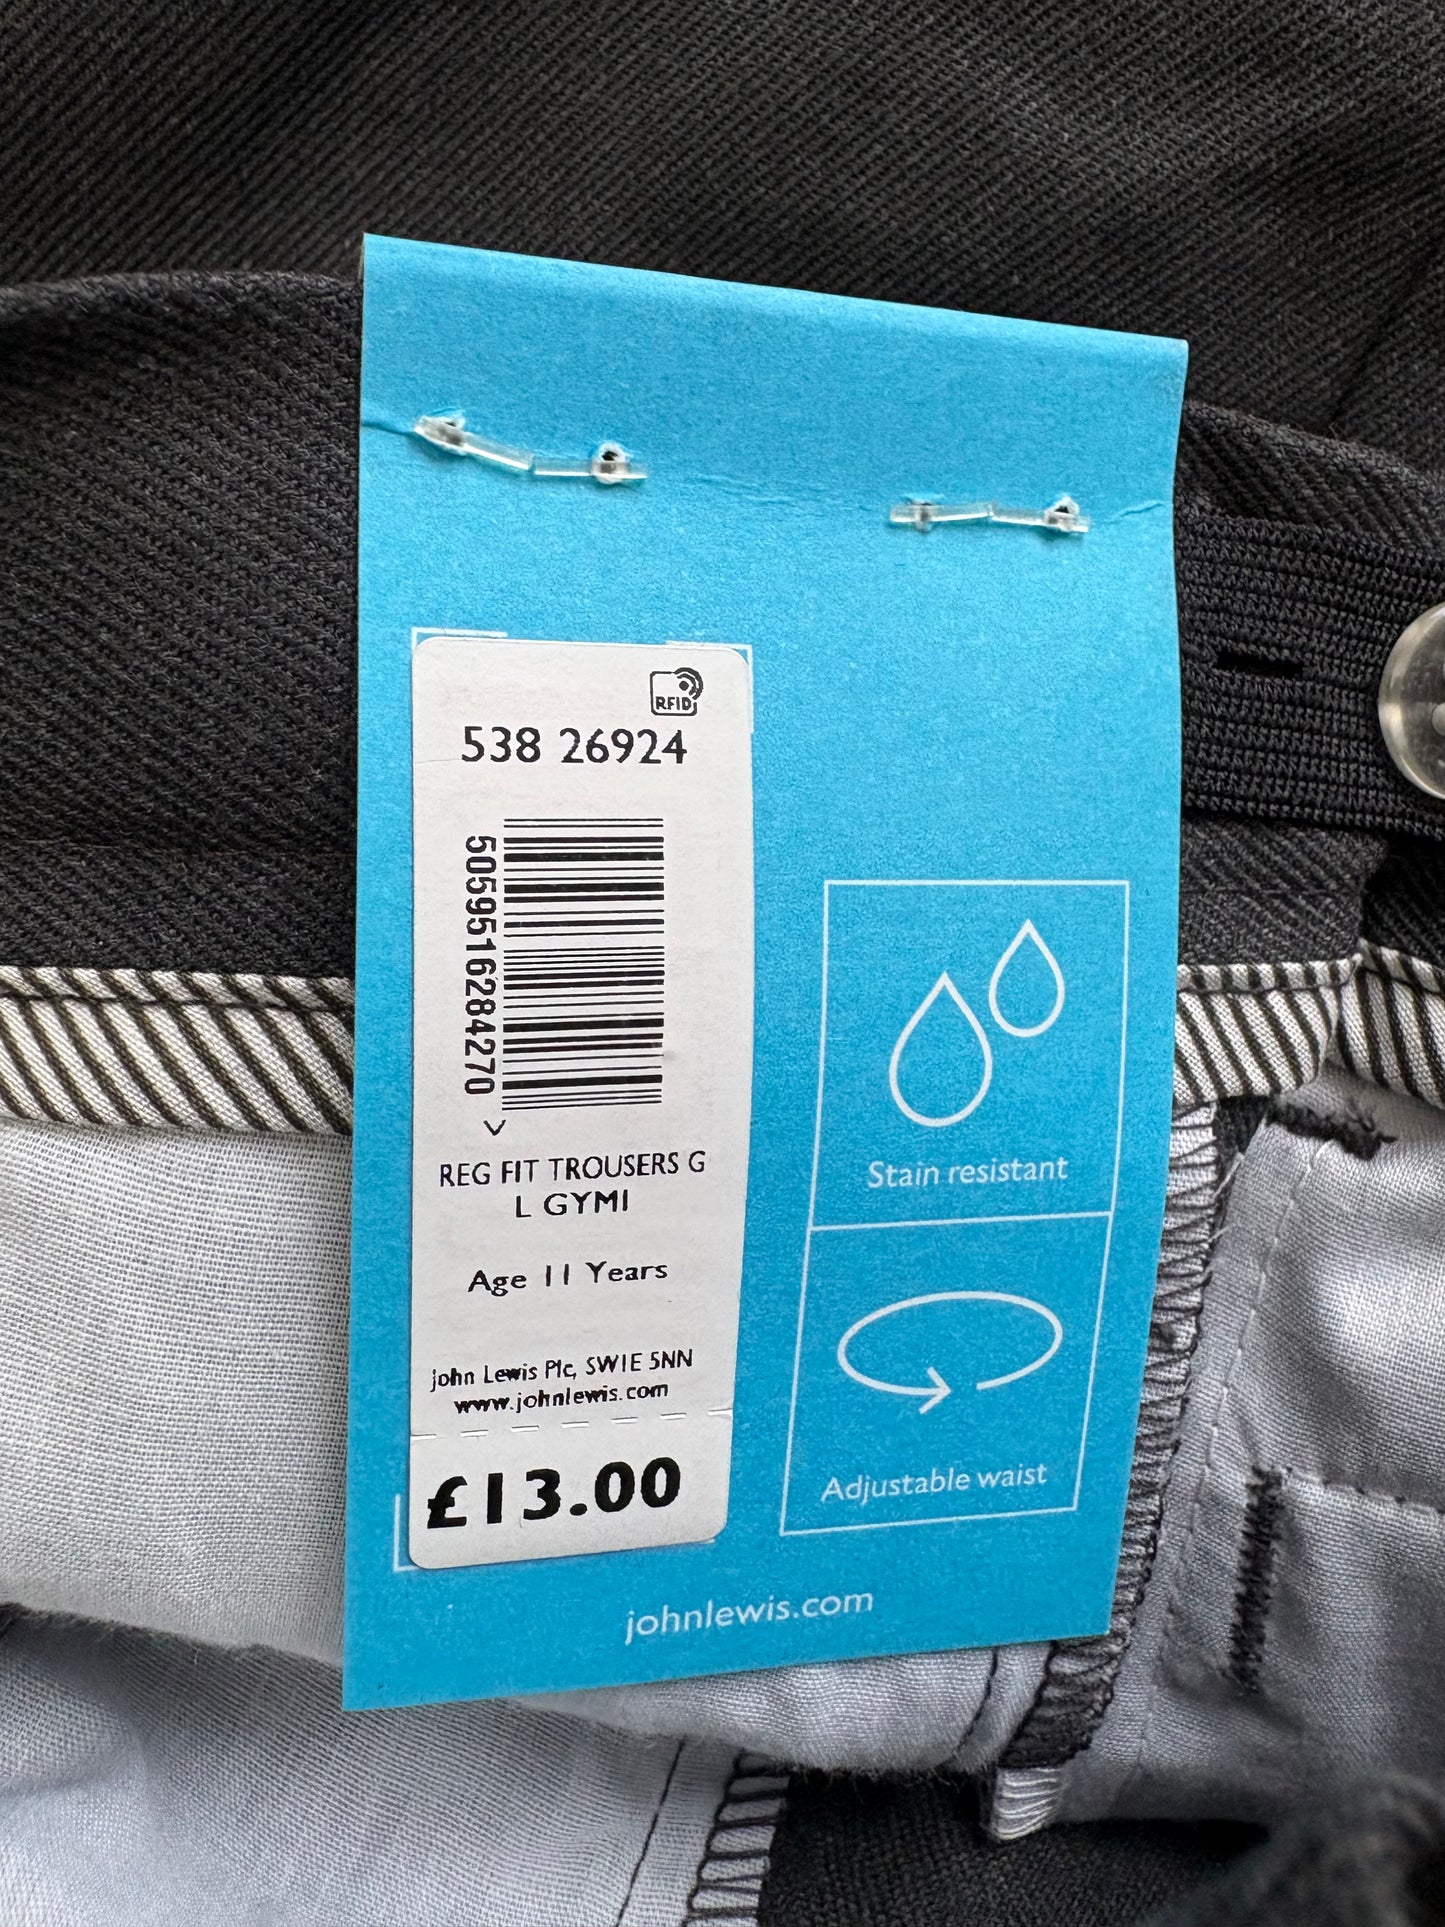 RFID
538 26924
5059516284270
REG FIT TROUSERS G
L GYMI
Age 11 Years
John Lewis Plc, SW1E 5NN
www.johnlewis.com
£13.00
Stain resistant
Adjustable waist
johnlewis.com